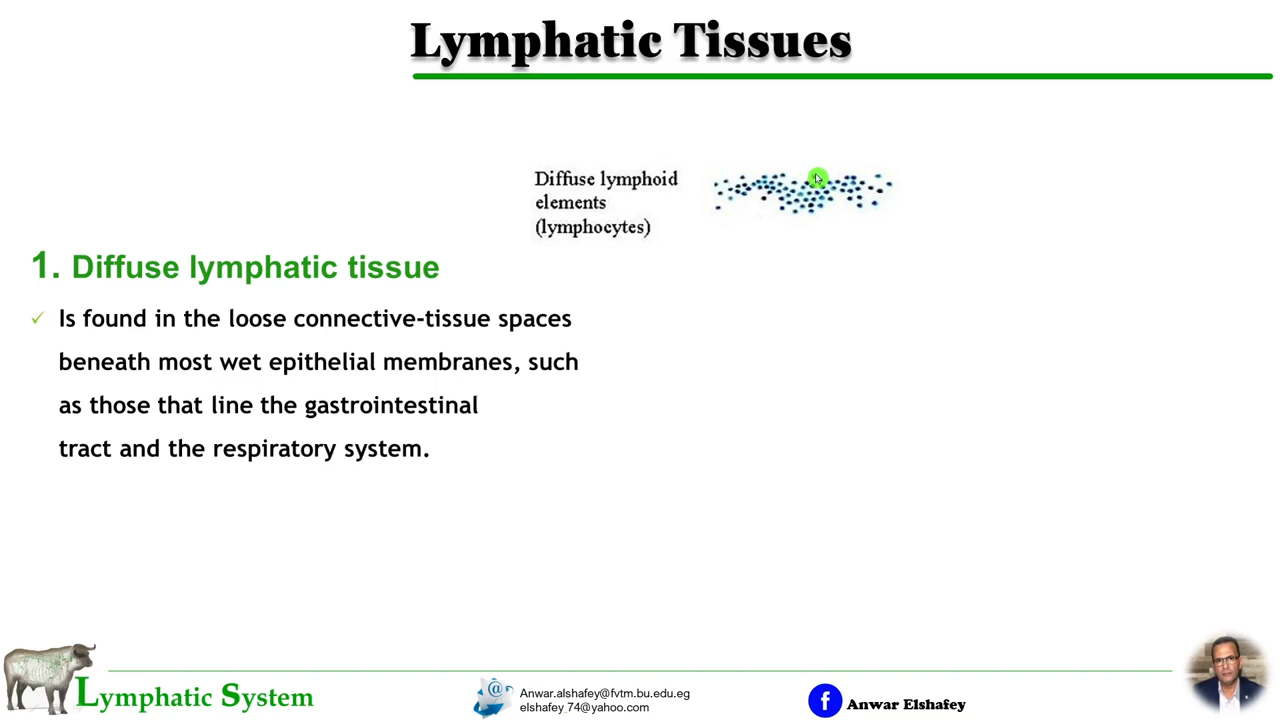 Lymphatic Tissues
Diffuse lymphoid
elements
(lymphocytes)
1. Diffuse lymphatic tissue
✓ Is found in the loose connective-tissue spaces
beneath most wet epithelial membranes, such
as those that line the gastrointestinal
tract and the respiratory system.
Lymphatic System
@
Anwar.alshafey@fvtm.bu.edu.eg
elshafey_74@yahoo.com
f
Anwar Elshafey